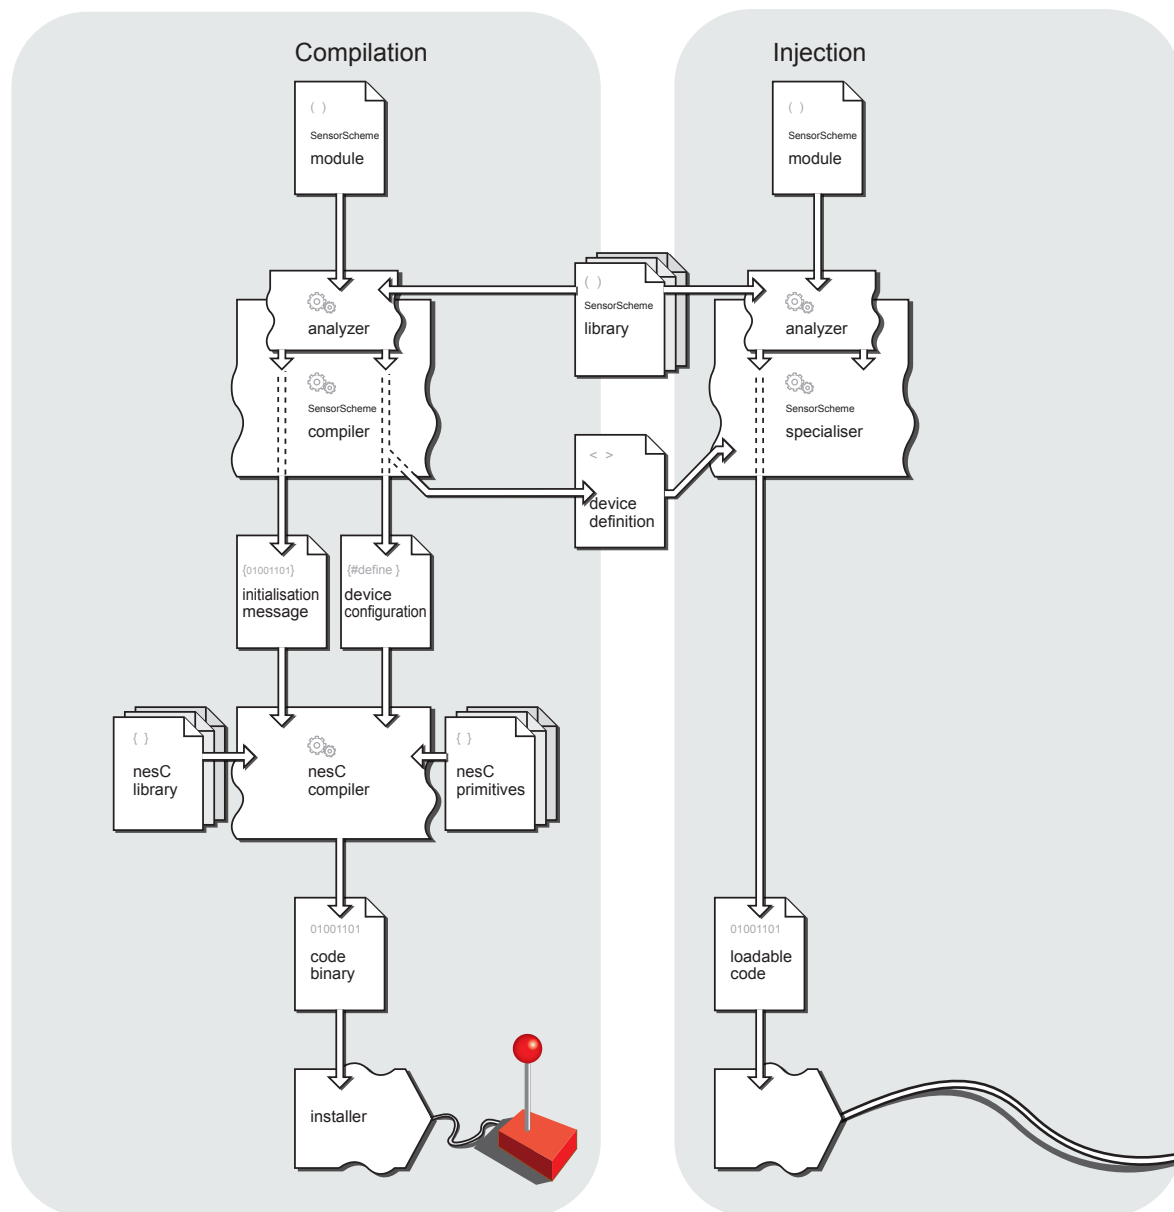 Compilation
Injection
( )
SensorScheme
module
( )
SensorScheme
module
analyzer
( )
SensorScheme
library
analyzer
SensorScheme
compiler
SensorScheme
specialiser
< >
device
definition
{01001101}
initialisation
message
{#define }
device
configuration
{ }
nesC
library
nesC
compiler
{ }
nesC
primitives
01001101
code
binary
01001101
loadable
code
installer